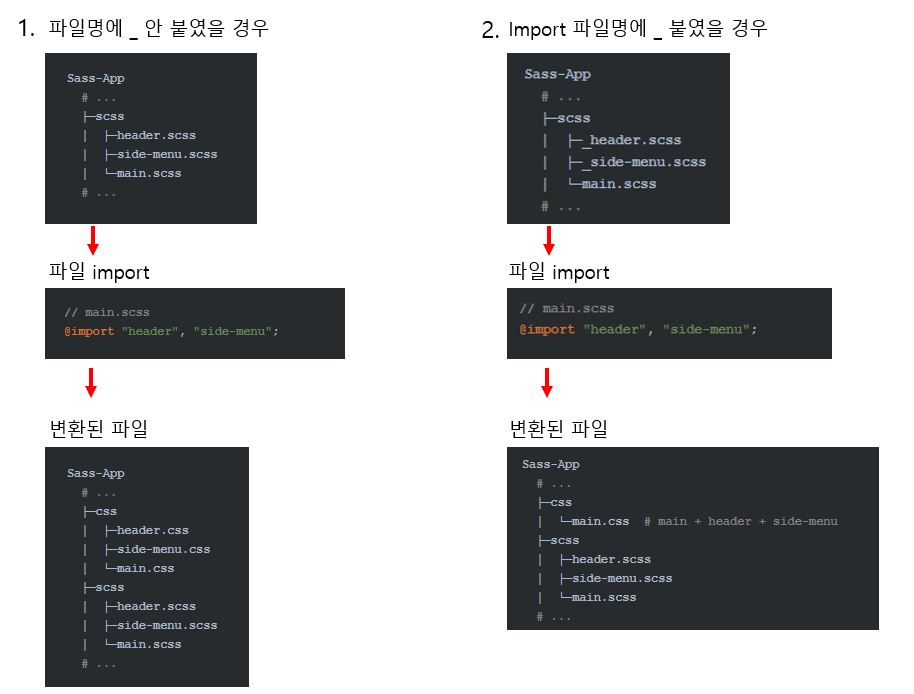 1. 파일명에 _ 안 붙였을 경우
Sass-App
# ...
├─scss
│ ├─header.scss
│ ├─side-menu.scss
│ └─main.scss
# ...
파일 import
// main.scss
@import "header", "side-menu";
변환된 파일
Sass-App
# ...
├─css
│ ├─header.css
│ ├─side-menu.css
│ └─main.css
├─scss
│ ├─header.scss
│ ├─side-menu.scss
│ └─main.scss
# ...
2. Import 파일명에 _ 붙였을 경우
Sass-App
# ...
├─scss
│ ├─_header.scss
│ ├─_side-menu.scss
│ └─main.scss
# ...
파일 import
// main.scss
@import "header", "side-menu";
변환된 파일
Sass-App
# ...
├─css
│ └─main.css # main + header + side-menu
├─scss
│ ├─header.scss
│ ├─side-menu.scss
│ └─main.scss
# ...